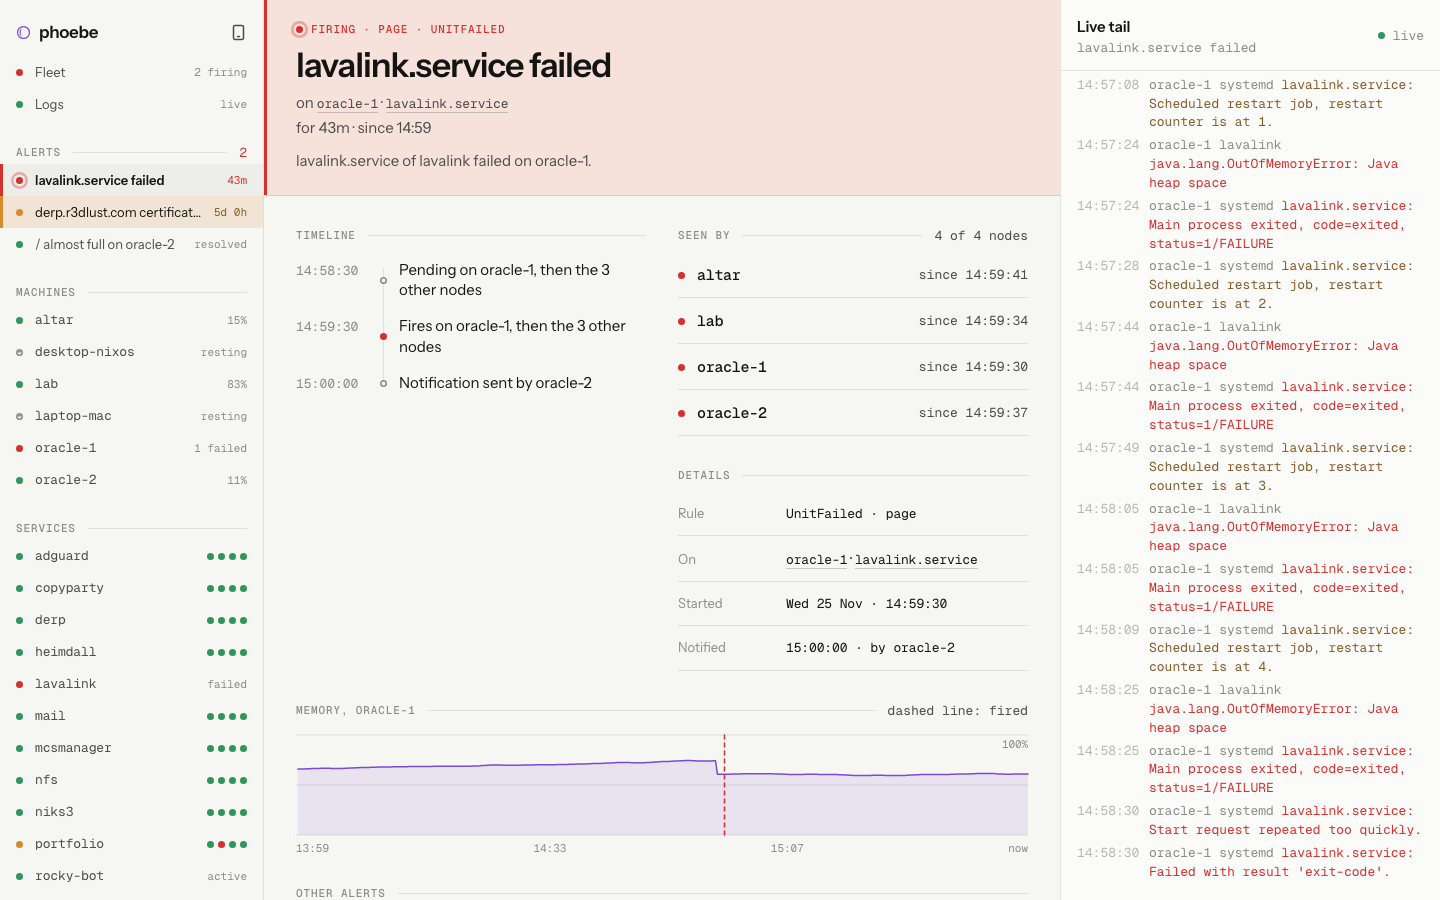 phoebe
Fleet 2 firing
Logs live
ALERTS 2
lavalink.service failed 43m
derp.r3dlust.com certificat… 5d 0h
/ almost full on oracle-2 resolved
MACHINES
altar 15%
desktop-nixos resting
lab 83%
laptop-mac resting
oracle-1 1 failed
oracle-2 11%
SERVICES
adguard
copyparty
derp
heimdall
lavalink failed
mail
mcsmanager
nfs
niks3
portfolio
rocky-bot active
FIRING · PAGE · UNITFAILED
lavalink.service failed
on oracle-1·lavalink.service
for 43m · since 14:59
lavalink.service of lavalink failed on oracle-1.
TIMELINE
14:58:30 Pending on oracle-1, then the 3
other nodes
14:59:30 Fires on oracle-1, then the 3 other
nodes
15:00:00 Notification sent by oracle-2
SEEN BY 4 of 4 nodes
altar since 14:59:41
lab since 14:59:34
oracle-1 since 14:59:30
oracle-2 since 14:59:37
DETAILS
Rule UnitFailed · page
On oracle-1·lavalink.service
Started Wed 25 Nov · 14:59:30
Notified 15:00:00 · by oracle-2
MEMORY, ORACLE-1 dashed line: fired
100%
13:59 14:33 15:07 now
OTHER ALERTS
Live tail
lavalink.service failed
live
14:57:08 oracle-1 systemd lavalink.service:
Scheduled restart job, restart
counter is at 1.
14:57:24 oracle-1 lavalink
java.lang.OutOfMemoryError: Java
heap space
14:57:24 oracle-1 systemd lavalink.service:
Main process exited, code=exited,
status=1/FAILURE
14:57:28 oracle-1 systemd lavalink.service:
Scheduled restart job, restart
counter is at 2.
14:57:44 oracle-1 lavalink
java.lang.OutOfMemoryError: Java
heap space
14:57:44 oracle-1 systemd lavalink.service:
Main process exited, code=exited,
status=1/FAILURE
14:57:49 oracle-1 systemd lavalink.service:
Scheduled restart job, restart
counter is at 3.
14:58:05 oracle-1 lavalink
java.lang.OutOfMemoryError: Java
heap space
14:58:05 oracle-1 systemd lavalink.service:
Main process exited, code=exited,
status=1/FAILURE
14:58:09 oracle-1 systemd lavalink.service:
Scheduled restart job, restart
counter is at 4.
14:58:25 oracle-1 lavalink
java.lang.OutOfMemoryError: Java
heap space
14:58:25 oracle-1 systemd lavalink.service:
Main process exited, code=exited,
status=1/FAILURE
14:58:30 oracle-1 systemd lavalink.service:
Start request repeated too quickly.
14:58:30 oracle-1 systemd lavalink.service:
Failed with result 'exit-code'.